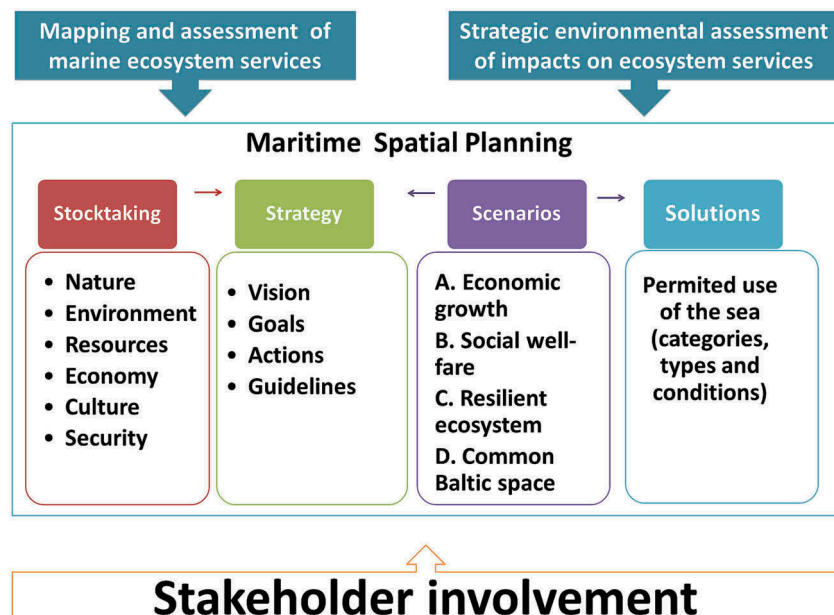 Mapping and assessment of
marine ecosystem services
Strategic environmental assessment
of impacts on ecosystem services
Maritime Spatial Planning
Stocktaking
• Nature
• Environment
• Resources
• Economy
• Culture
• Security
Strategy
• Vision
• Goals
• Actions
• Guidelines
Scenarios
A. Economic
growth
B. Social well-
fare
C. Resilient
ecosystem
D. Common
Baltic space
Solutions
Permited use
of the sea
(categories,
types and
conditions)
Stakeholder involvement